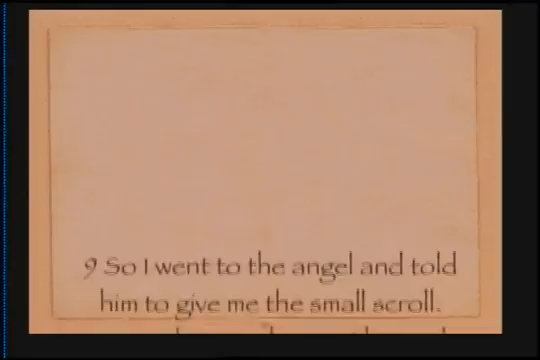 9 So I went to the angel and told
him to give me the small scroll.